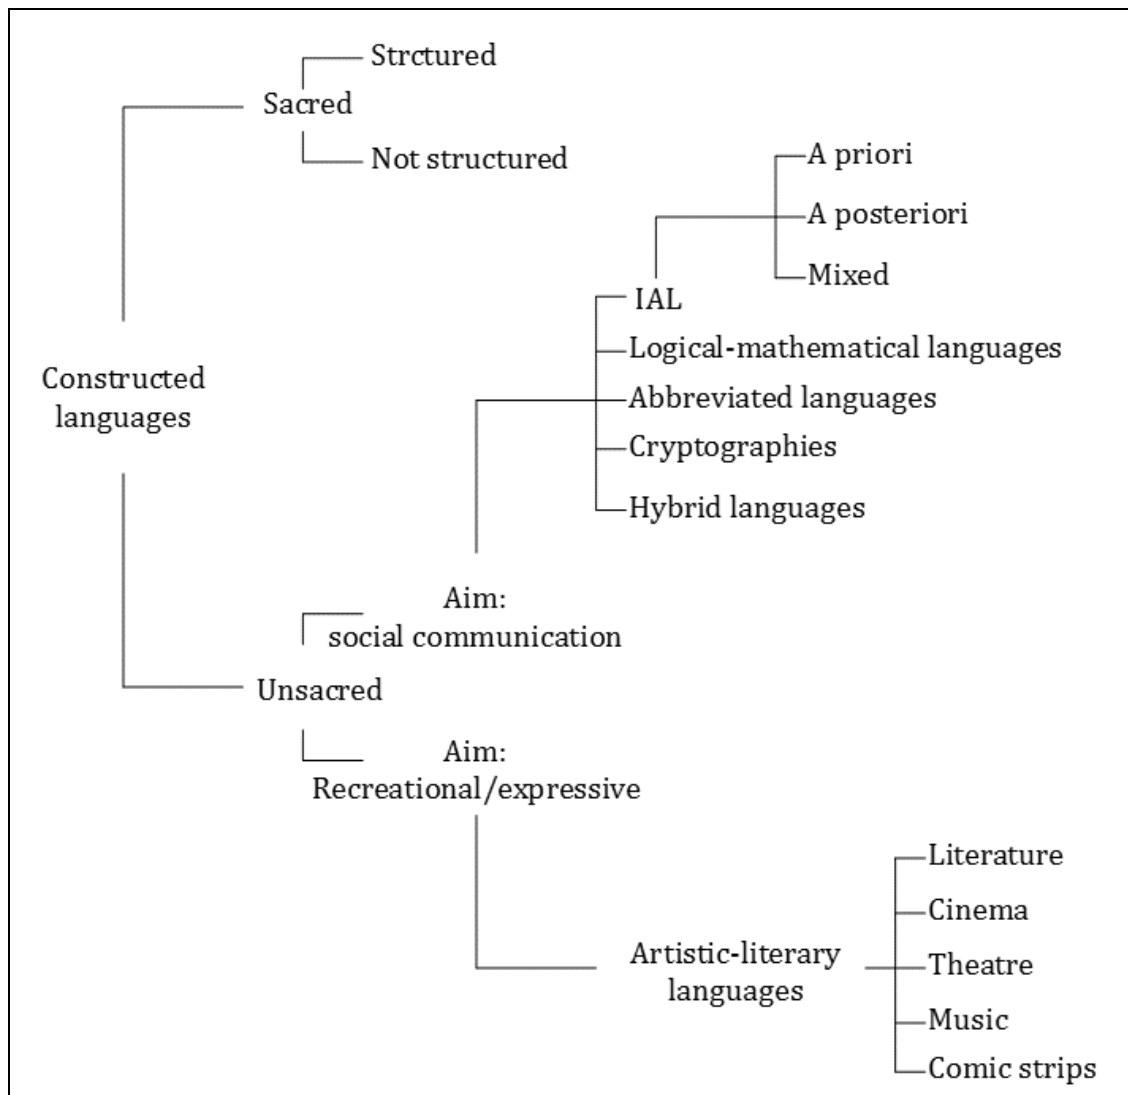 Strctured
Sacred
Not structured
A priori
A posteriori
Mixed
IAL
Logical-mathematical languages
Constructed
languages
Abbreviated languages
Cryptographies
Hybrid languages
Aim:
social communication
Unsacred
Aim:
Recreational/expressive
Literature
Cinema
Artistic-literary
languages
Theatre
Music
Comic strips